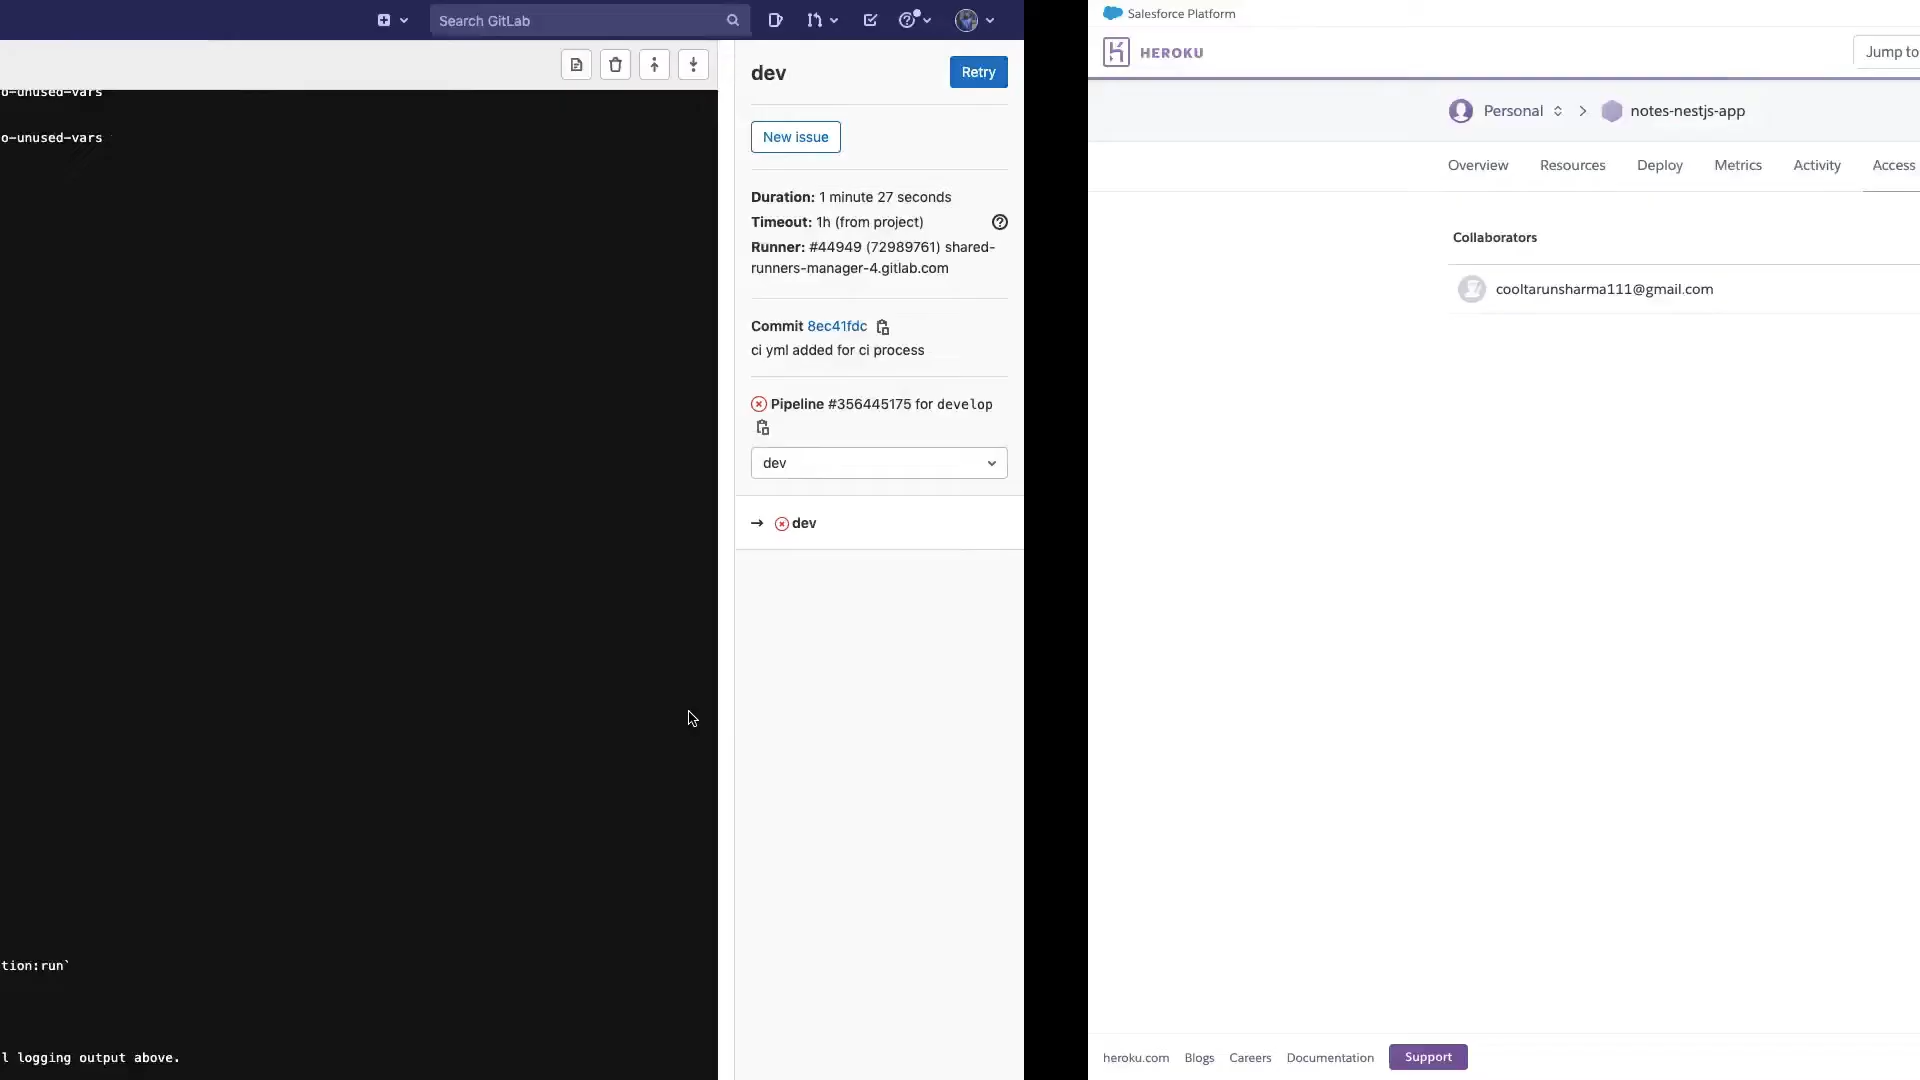 Search GitLab
o-unused-vars
o-unused-vars
tion:run`
l logging output above.
dev
Retry
New issue
Duration: 1 minute 27 seconds
Timeout: 1h (from project)
Runner: #44949 (72989761) shared-
runners-manager-4.gitlab.com
Commit 8ec41fdc
ci yml added for ci process
Pipeline #356445175 for develop
dev
dev
Salesforce Platform
HEROKU
Jump to
Personal
notes-nestjs-app
Overview
Resources
Deploy
Metrics
Activity
Access
Collaborators
cooltarunsharma111@gmail.com
heroku.com
Blogs
Careers
Documentation
Support